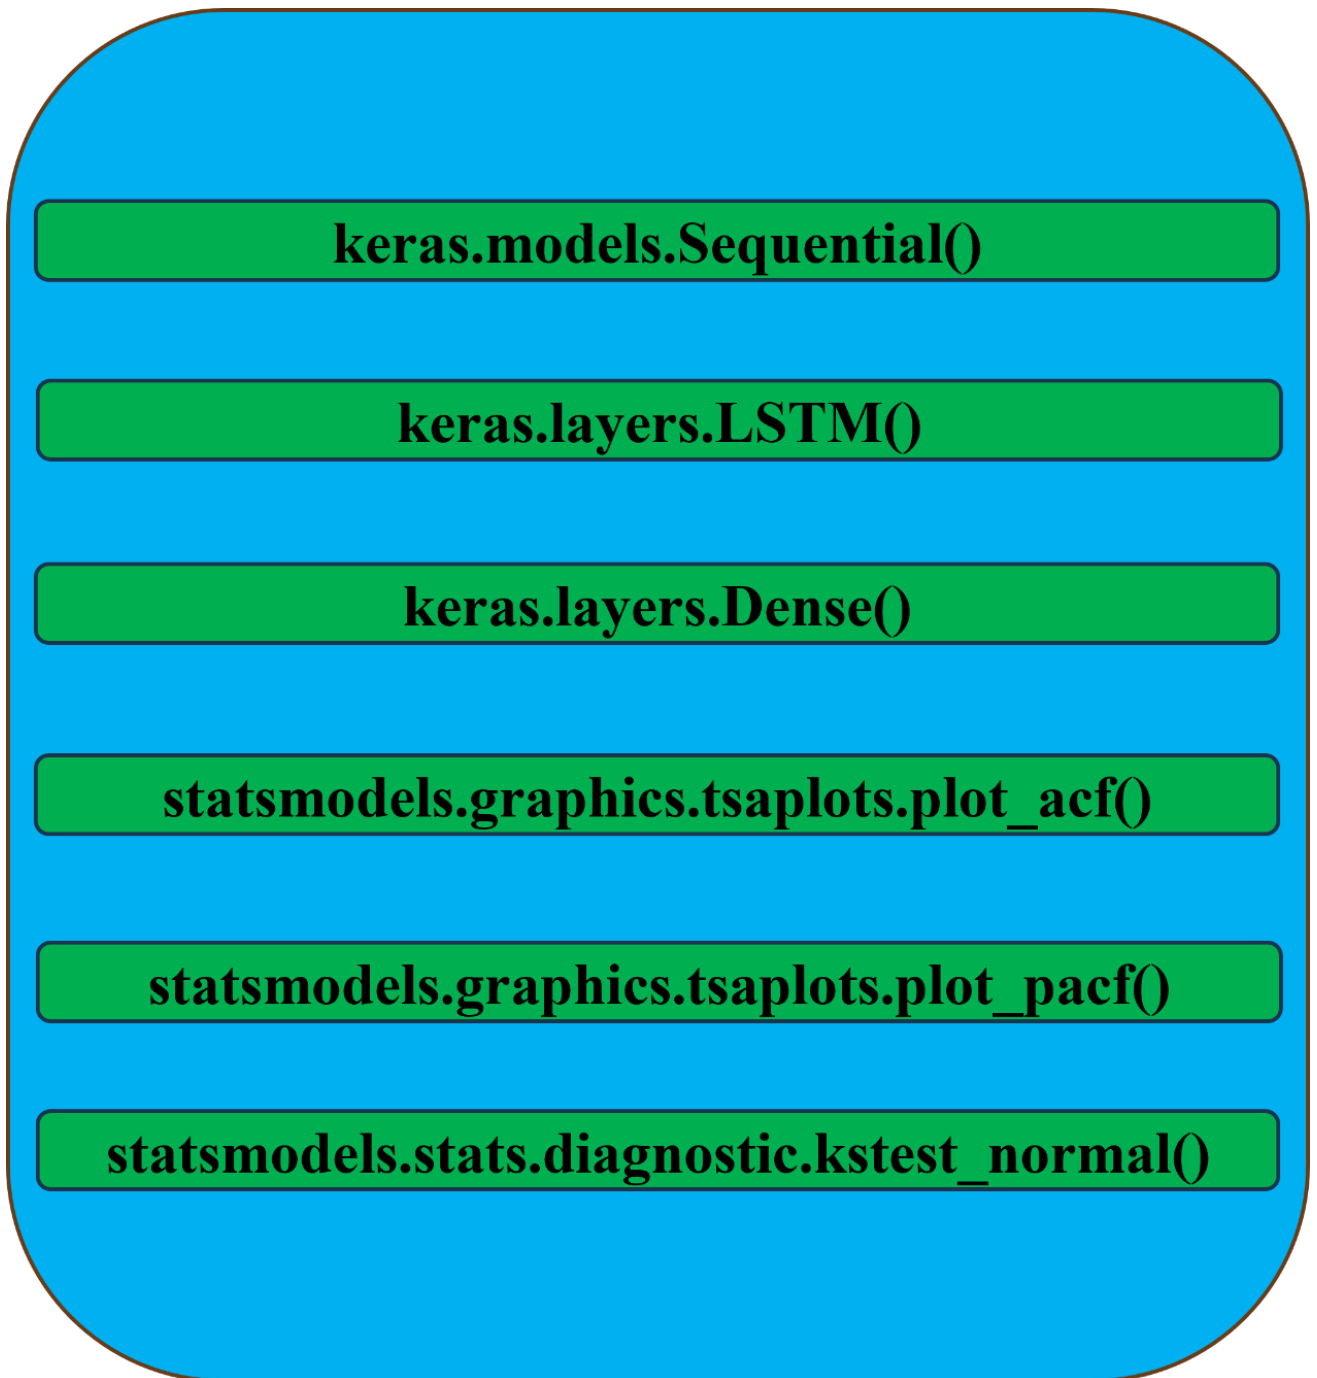 keras.models.Sequential()
keras.layers.LSTM()
keras.layers.Dense()
statsmodels.graphics.tsaplots.plot_acf()
statsmodels.graphics.tsaplots.plot_pacf()
statsmodels.stats.diagnostic.kstest_normal()